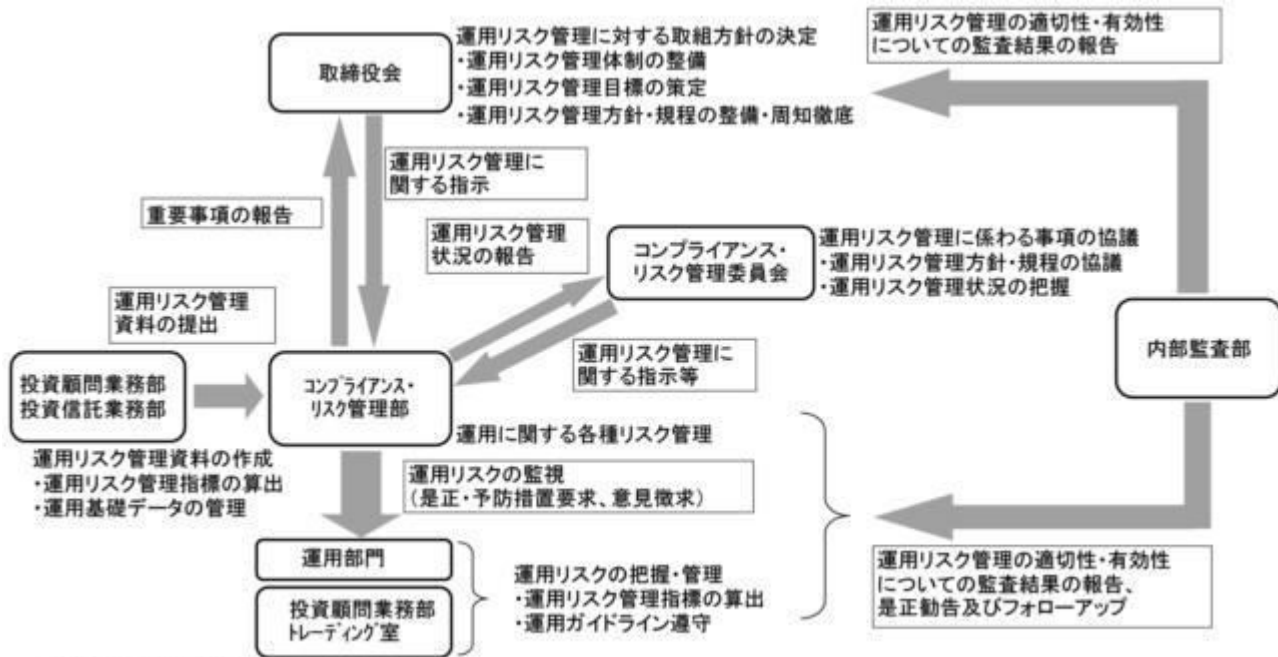 運用リスク管理に対する取組方針の決定
・運用リスク管理体制の整備
・運用リスク管理目標の策定
・運用リスク管理方針・規程の整備・周知徹底
取締役会
運用リスク管理の適切性・有効性
についての監査結果の報告
運用リスク管理に
関する指示
重要事項の報告
運用リスク管理
状況の報告
コンプライアンス・
リスク管理委員会
運用リスク管理に係わる事項の協議
・運用リスク管理方針・規程の協議
・運用リスク管理状況の把握
運用リスク管理
資料の提出
内部監査部
運用リスク管理に
関する指示等
投資顧問業務部
投資信託業務部
コンプライアンス・
リスク管理部
運用に関する各種リスク管理
運用リスク管理資料の作成
・運用リスク管理指標の算出
・運用基礎データの管理
運用リスクの監視
(是正・予防措置要求、意見徴求)
運用部門
投資顧問業務部
トレーディング室
運用リスクの把握・管理
・運用リスク管理指標の算出
・運用ガイドライン遵守
運用リスク管理の適切性・有効性
についての監査結果の報告、
是正勧告及びフォローアップ